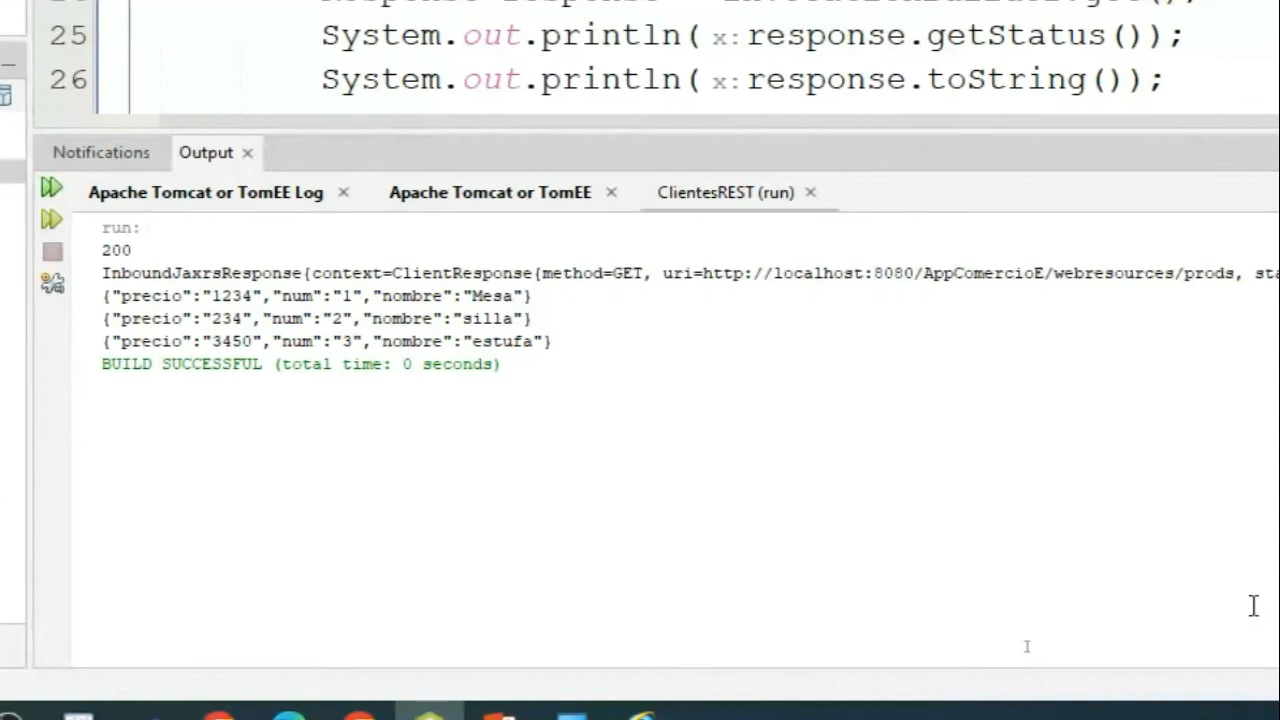 25 System.out.println( x: response.getStatus());
26 System.out.println( x: response.toString());
Notifications Output ×
Apache Tomcat or TomEE Log × Apache Tomcat or TomEE × ClientesREST (run) ×
run:
200
InboundJaxrsResponse{context=ClientResponse{method=GET, uri=http://localhost:8080/AppComercioE/webresources/prods, sta
{"precio":"1234","num":"1","nombre":"Mesa"}
{"precio":"234","num":"2","nombre":"silla"}
{"precio":"3450","num":"3","nombre":"estufa"}
BUILD SUCCESSFUL (total time: 0 seconds)